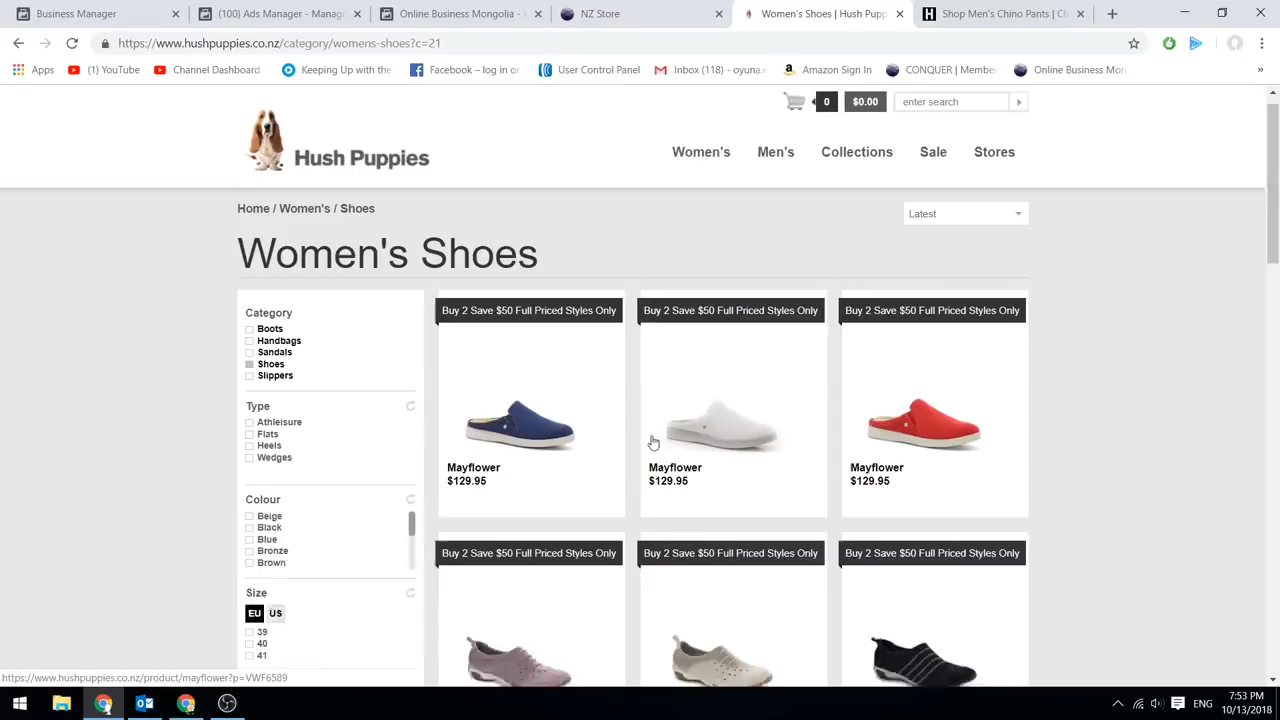 Business Manager
(100) Ads Manager - Manage
Online Business Mongolia -
NZ Store
Women's Shoes | Hush Pupp
Shop Men's Chino Pants | Ch
https://www.hushpuppies.co.nz/category/womens-shoes?c=21
Apps
(1) YouTube
Channel Dashboard
Keeping Up with the
Facebook – log in or
User Control Panel
Inbox (118) - oyuna.e
Amazon Sign In
CONQUER | Membe
Online Business Mon
»
0
$0.00
enter search
Hush Puppies
Women's
Men's
Collections
Sale
Stores
Home / Women's / Shoes
Latest
Women's Shoes
Category
Boots
Handbags
Sandals
Shoes
Slippers
Type
Athleisure
Flats
Heels
Wedges
Colour
Beige
Black
Blue
Bronze
Brown
Size
EU US
39
40
41
Buy 2 Save $50 Full Priced Styles Only
Mayflower
$129.95
Buy 2 Save $50 Full Priced Styles Only
Mayflower
$129.95
Buy 2 Save $50 Full Priced Styles Only
Mayflower
$129.95
Buy 2 Save $50 Full Priced Styles Only
Buy 2 Save $50 Full Priced Styles Only
Buy 2 Save $50 Full Priced Styles Only
https://www.hushpuppies.co.nz/product/mayflower?p=VWF6589
ENG
7:53 PM
10/13/2018